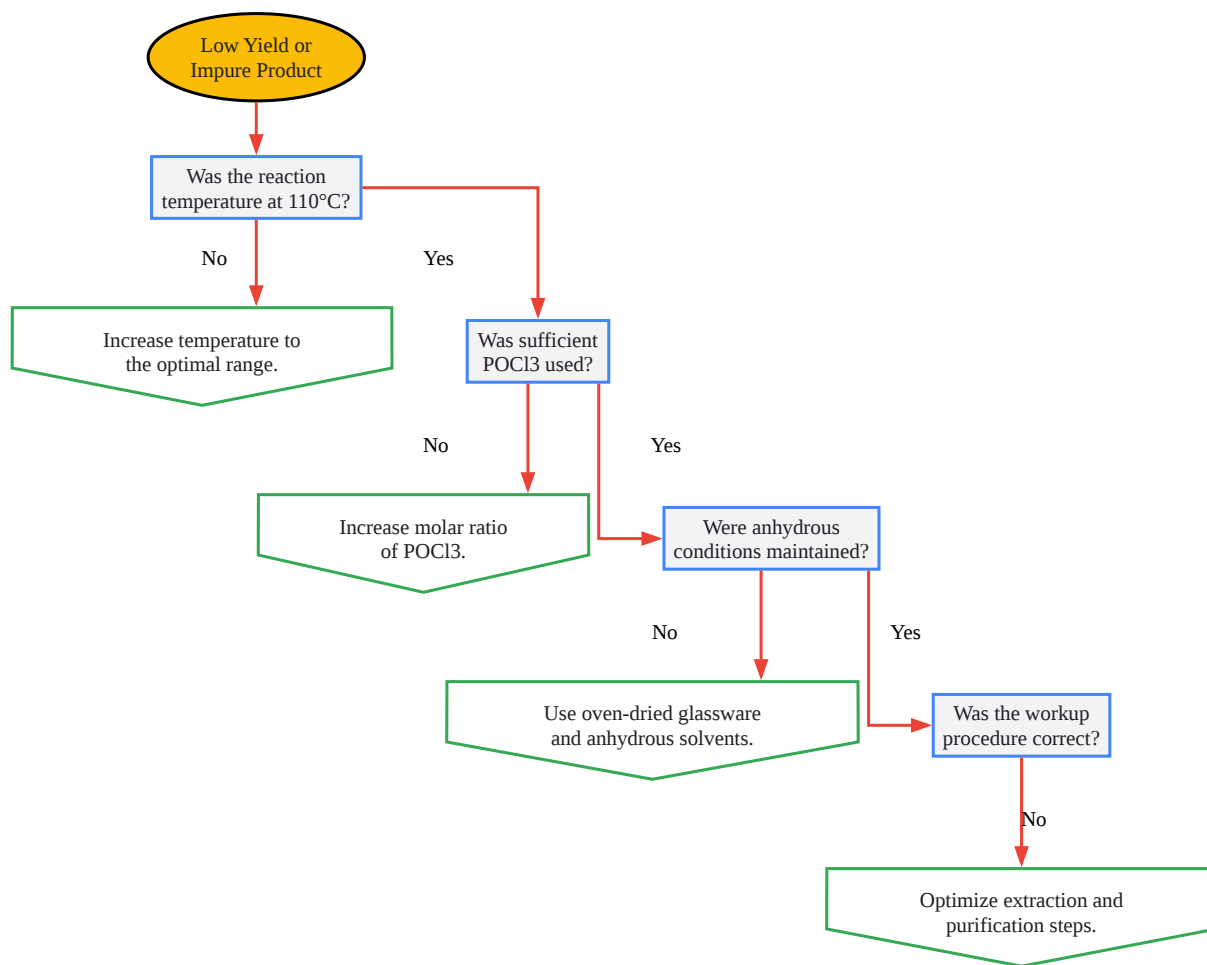 Low Yield or
Impure Product
Was the reaction
temperature at 110°C?
No
Yes
Increase temperature to
the optimal range.
Was sufficient
POCl3 used?
No
Yes
Increase molar ratio
of POCl3.
Were anhydrous
conditions maintained?
No
Yes
Use oven-dried glassware
and anhydrous solvents.
Was the workup
procedure correct?
No
Optimize extraction and
purification steps.